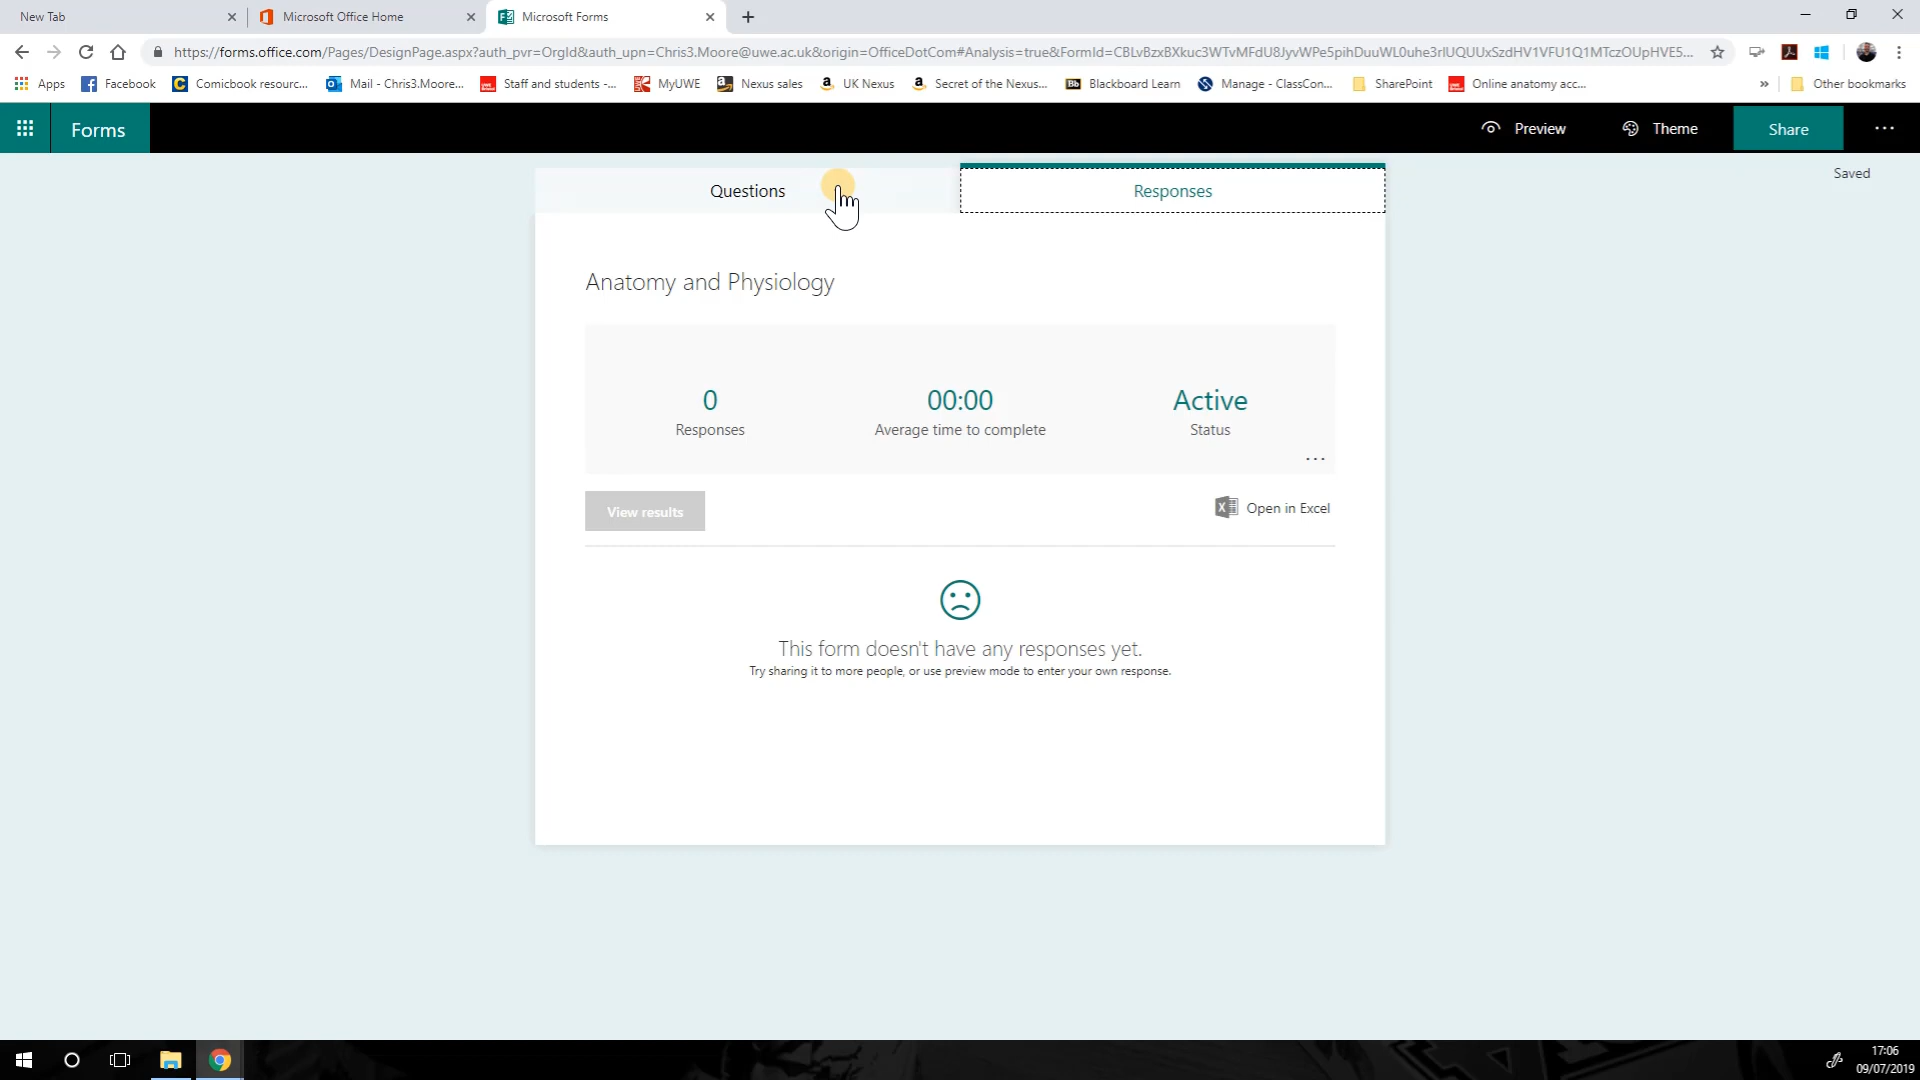 New Tab
Microsoft Office Home
Microsoft Forms
https://forms.office.com/Pages/DesignPage.aspx?auth_pvr=OrgId&auth_upn=Chris3.Moore@uwe.ac.uk&origin=OfficeDotCom#Analysis=true&FormId=CBLvBzxBXkuc3WTvMFdU8JyvWPe5pihDuuWL0uhe3rlUQUUxSzdHV1VFU1Q1MTczOUpHVE5...
Apps
Facebook
Comicbook resourc...
Mail - Chris3.Moore...
Staff and students -...
MyUWE
Nexus sales
UK Nexus
Secret of the Nexus...
Blackboard Learn
Manage - ClassCon...
SharePoint
Online anatomy acc...
»
Other bookmarks
Forms
Preview
Theme
Share
...
Saved
Questions
Responses
Anatomy and Physiology
0
Responses
00:00
Average time to complete
Active
Status
...
View results
Open in Excel
This form doesn't have any responses yet.
Try sharing it to more people, or use preview mode to enter your own response.
17:06
09/07/2019